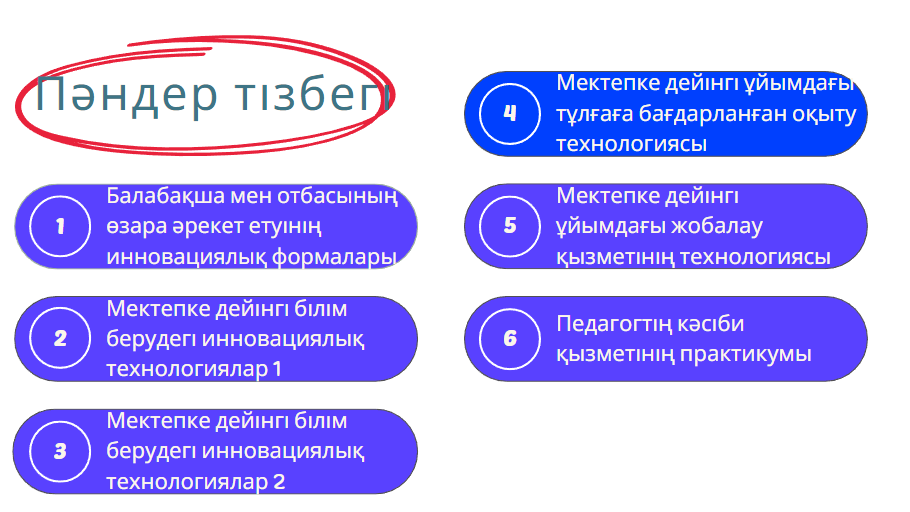 Пәндер тізбегі
1
Балабақша мен отбасының
өзара әрекет етуінің
инновациялық формалары
2
Мектепке дейінгі білім
берудегі инновациялық
технологиялар 1
3
Мектепке дейінгі білім
берудегі инновациялық
технологиялар 2
4
Мектепке дейінгі ұйымдағы
тұлғаға бағдарланған оқыту
технологиясы
5
Мектепке дейінгі
ұйымдағы жобалау
қызметінің технологиясы
6
Педагогтің кәсіби
қызметінің практикумы